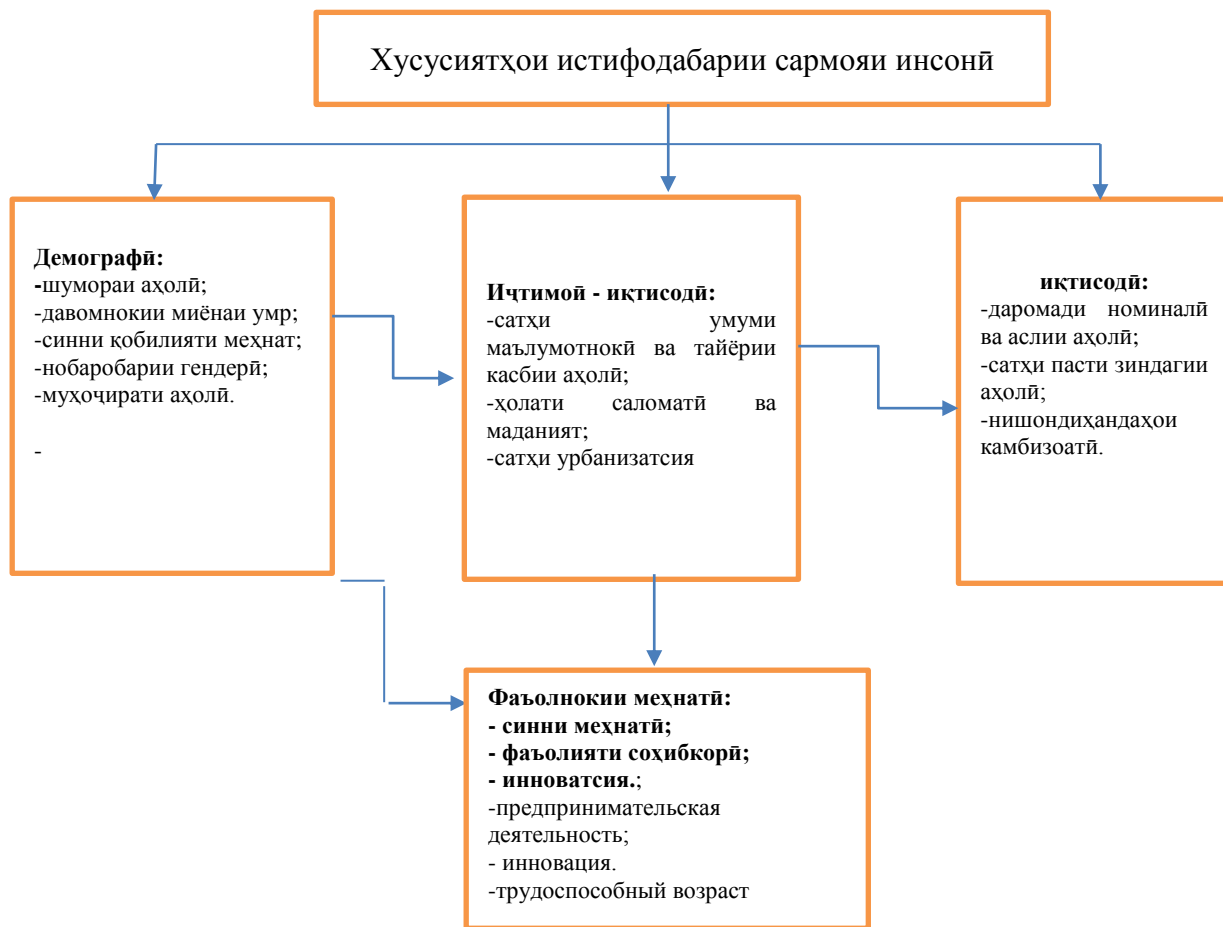 Хусусиятҳои истифодабарии сармояи инсонӣ
Демографӣ:
-шумораи аҳолӣ;
-давомнокии миёнаи умр;
-синни қобилияти меҳнат;
-нобаробарии гендерӣ;
-муҳоҷирати аҳолӣ.
-
Иҷтимоӣ - иқтисодӣ:
-сатҳи умуми
маълумотнокӣ ва тайёрии
касбии аҳолӣ;
-ҳолати саломатӣ ва
маданият;
-сатҳи урбанизатсия
иқтисодӣ:
-даромади номиналӣ
ва аслии аҳолӣ;
-сатҳи пасти зиндагии
аҳолӣ;
-нишондиҳандаҳои
камбизоатӣ.
Фаъолнокии меҳнатӣ:
- синни меҳнатӣ;
- фаъолияти соҳибкорӣ;
- инноватсия.;
-предпринимательская
деятельность;
- инновация.
-трудоспособный возраст